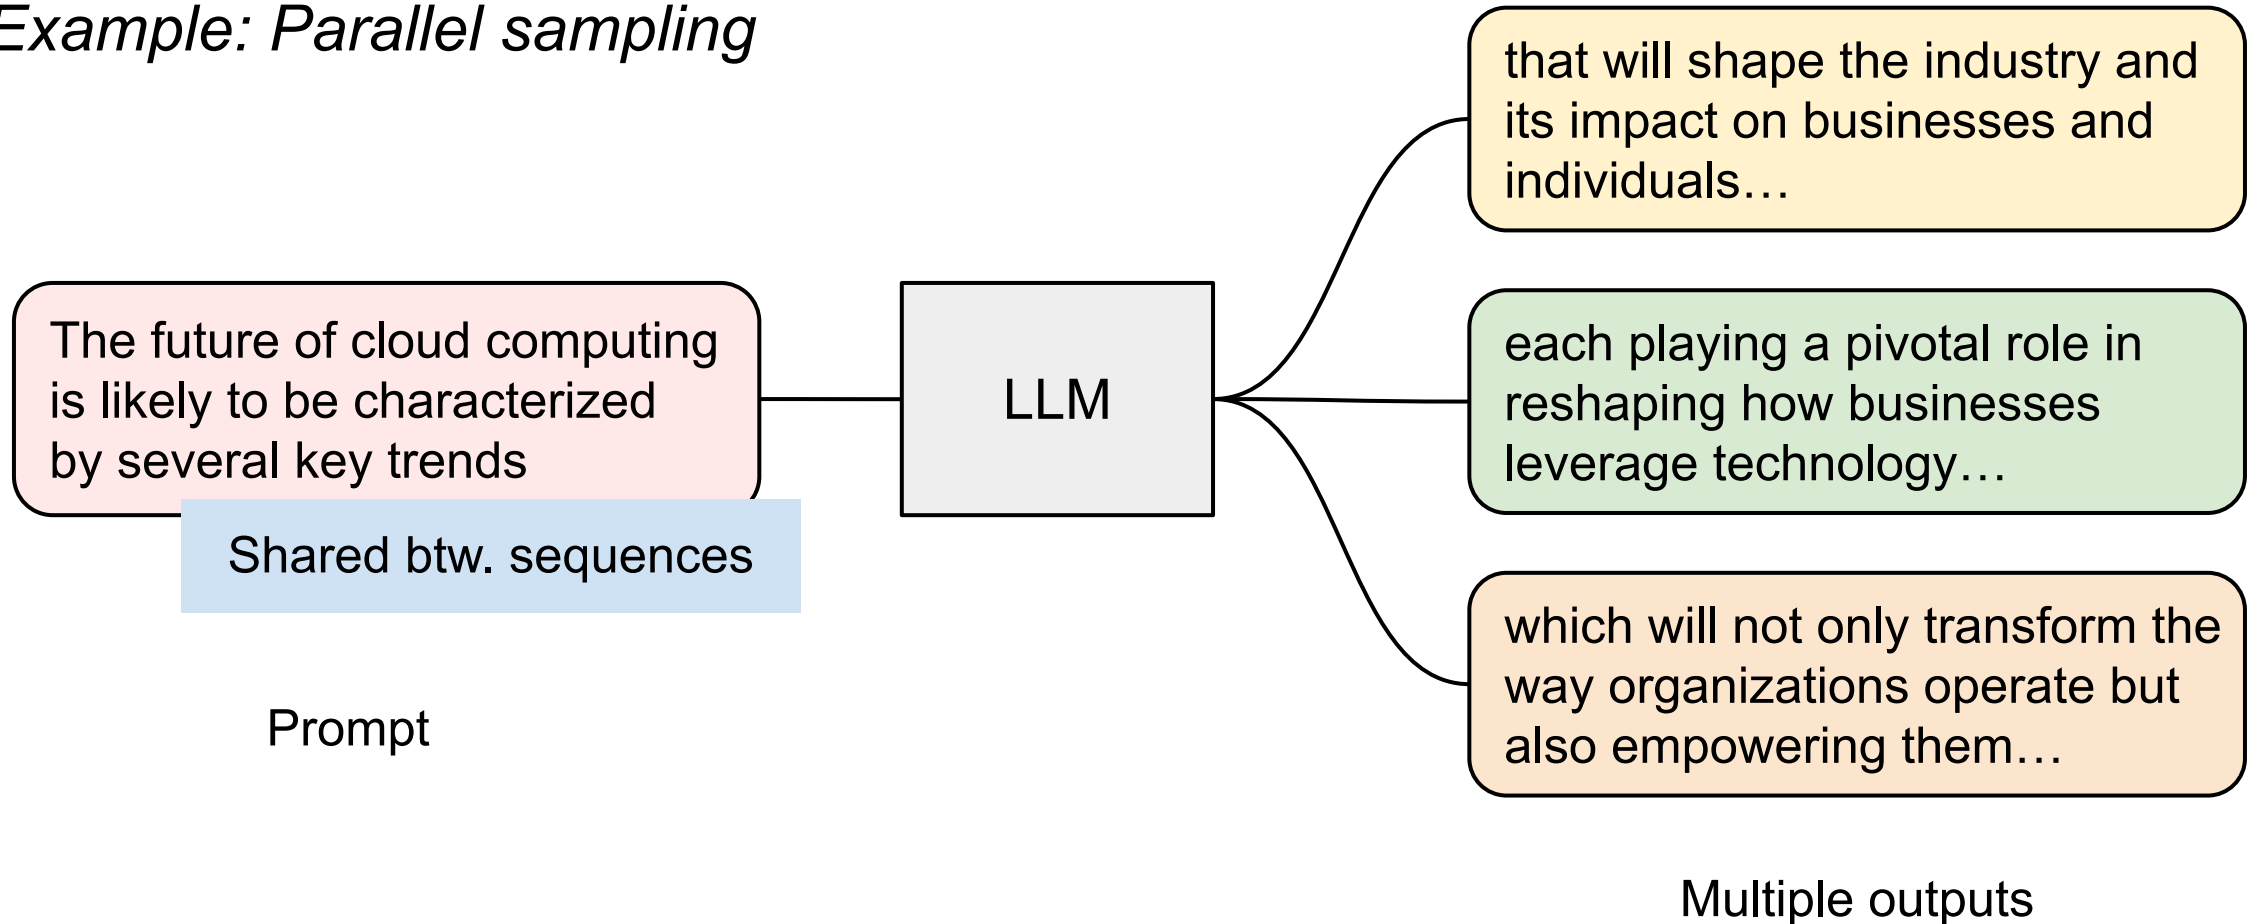 Example: Parallel sampling
The future of cloud computing
is likely to be characterized
by several key trends
Shared btw. sequences
Prompt
LLM
that will shape the industry and
its impact on businesses and
individuals…
each playing a pivotal role in
reshaping how businesses
leverage technology…
which will not only transform the
way organizations operate but
also empowering them…
Multiple outputs